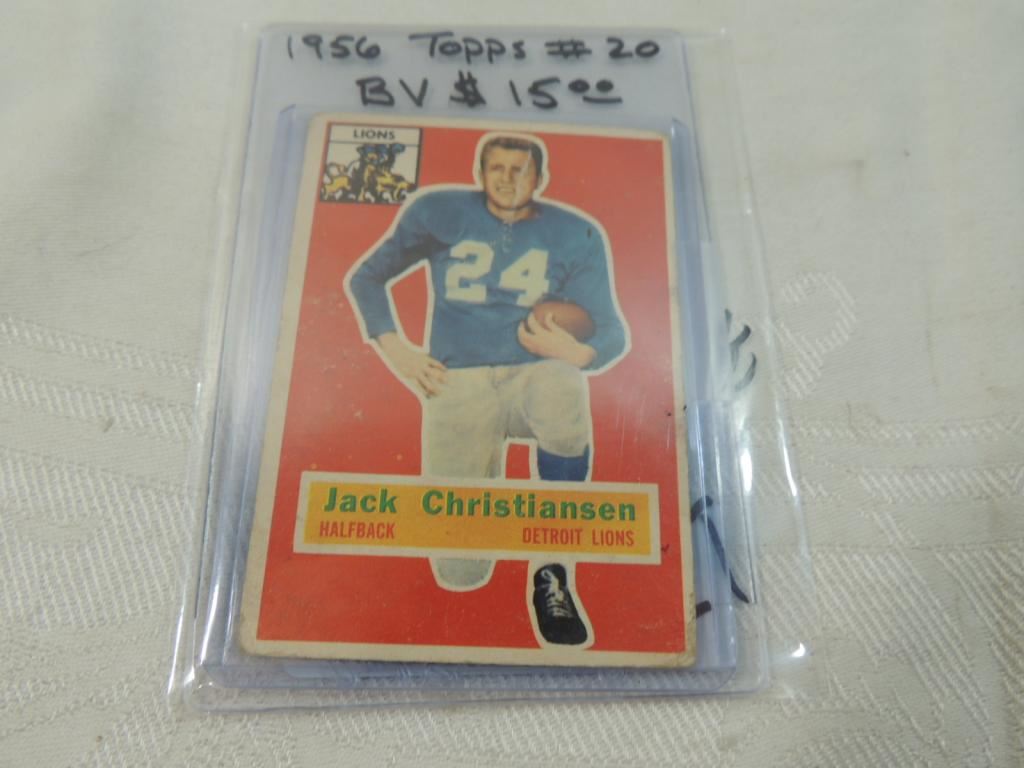 1956 Topps # 20
BV $ 15.00
LIONS
24
Jack Christiansen
HALFBACK DETROIT LIONS